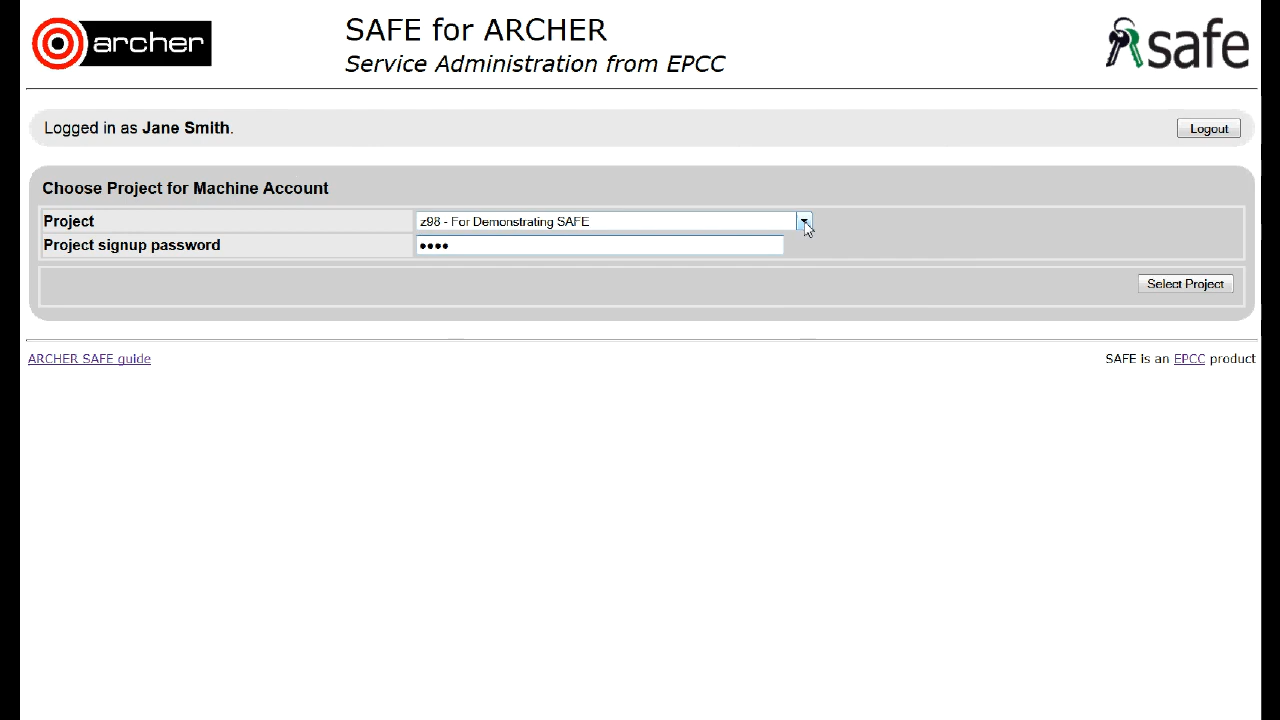 archer
SAFE for ARCHER
Service Administration from EPCC
safe
Logged in as Jane Smith.
Logout
Choose Project for Machine Account
Project
z98 - For Demonstrating SAFE
Project signup password
●●●●
Select Project
ARCHER SAFE guide
SAFE is an EPCC product